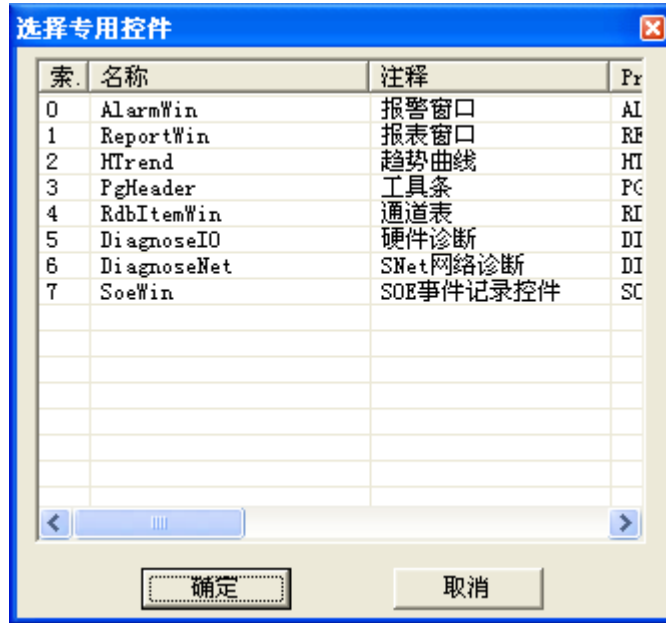 选择专用控件
索. 名称 注释 Pr
0 AlarmWin 报警窗口 AL
1 ReportWin 报表窗口 RE
2 HTrend 趋势曲线 HT
3 PgHeader 工具条 PG
4 RdbItemWin 通道表 RD
5 DiagnoseIO 硬件诊断 DI
6 DiagnoseNet SNet网络诊断 DI
7 SoeWin SOE事件记录控件 SO
确定 取消